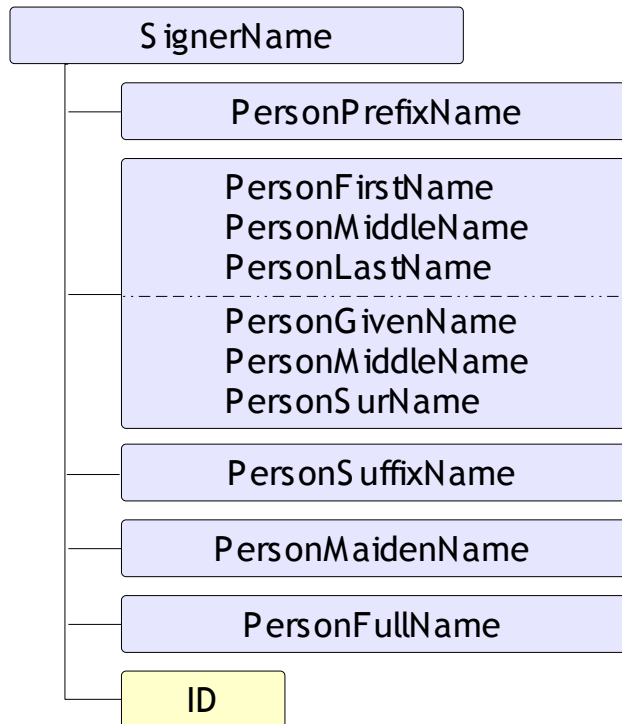 SignerName
PersonPrefixName
PersonFirstName
PersonMiddleName
PersonLastName
PersonGivenName
PersonMiddleName
PersonSurName
PersonSuffixName
PersonMaidenName
PersonFullName
ID